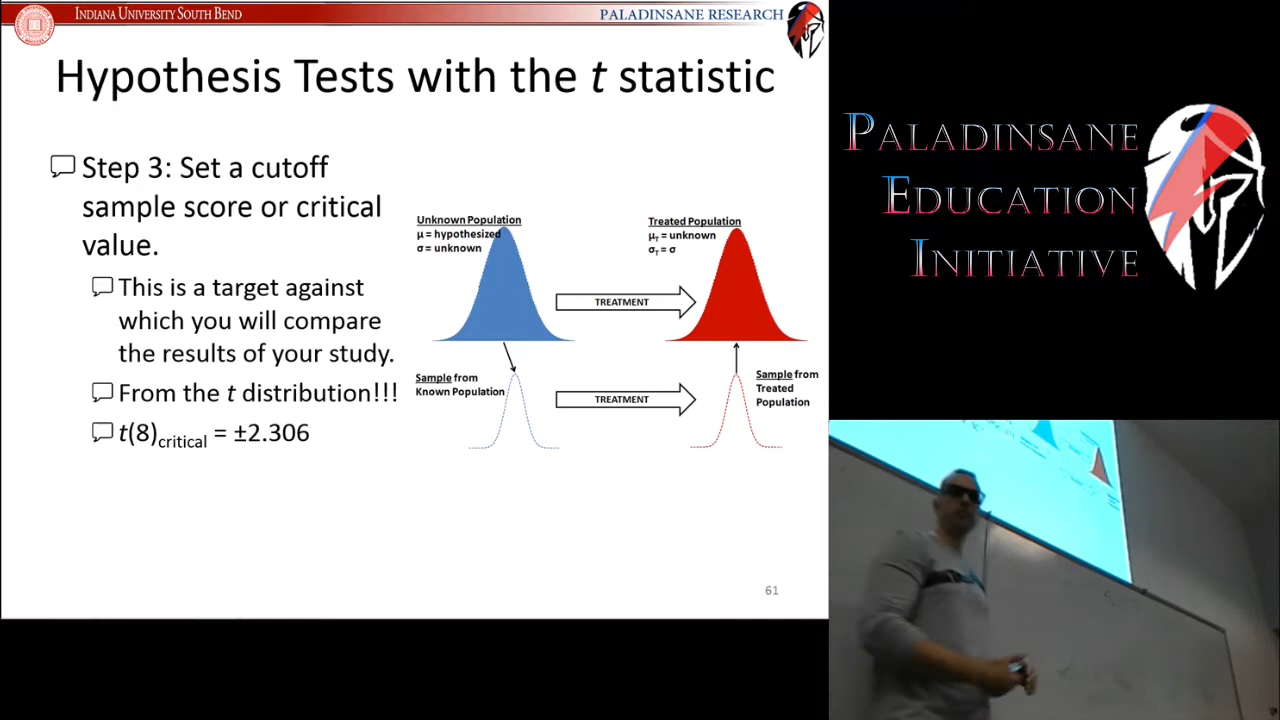 INDIANA UNIVERSITY SOUTH BEND
PALADINSANE RESEARCH
Hypothesis Tests with the t statistic
Step 3: Set a cutoff
sample score or critical
value.
This is a target against
which you will compare
the results of your study.
From the t distribution!!!
t(8)critical = ±2.306
Unknown Population
μ = hypothesized
σ = unknown
Treated Population
μT = unknown
σT = σ
TREATMENT
Sample from
Known Population
TREATMENT
Sample from
Treated
Population
61
PALADINSANE
EDUCATION
INITIATIVE